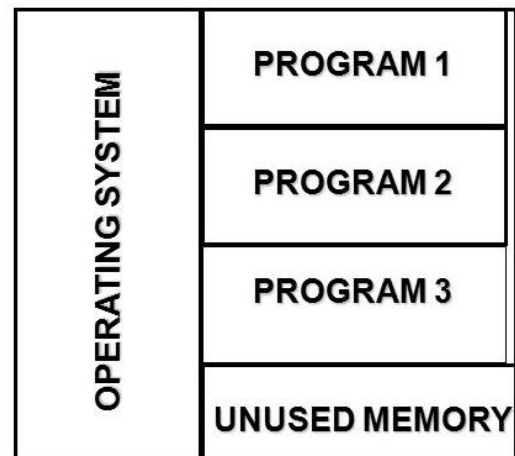 OPERATING SYSTEM
PROGRAM 1
PROGRAM 2
PROGRAM 3
UNUSED MEMORY